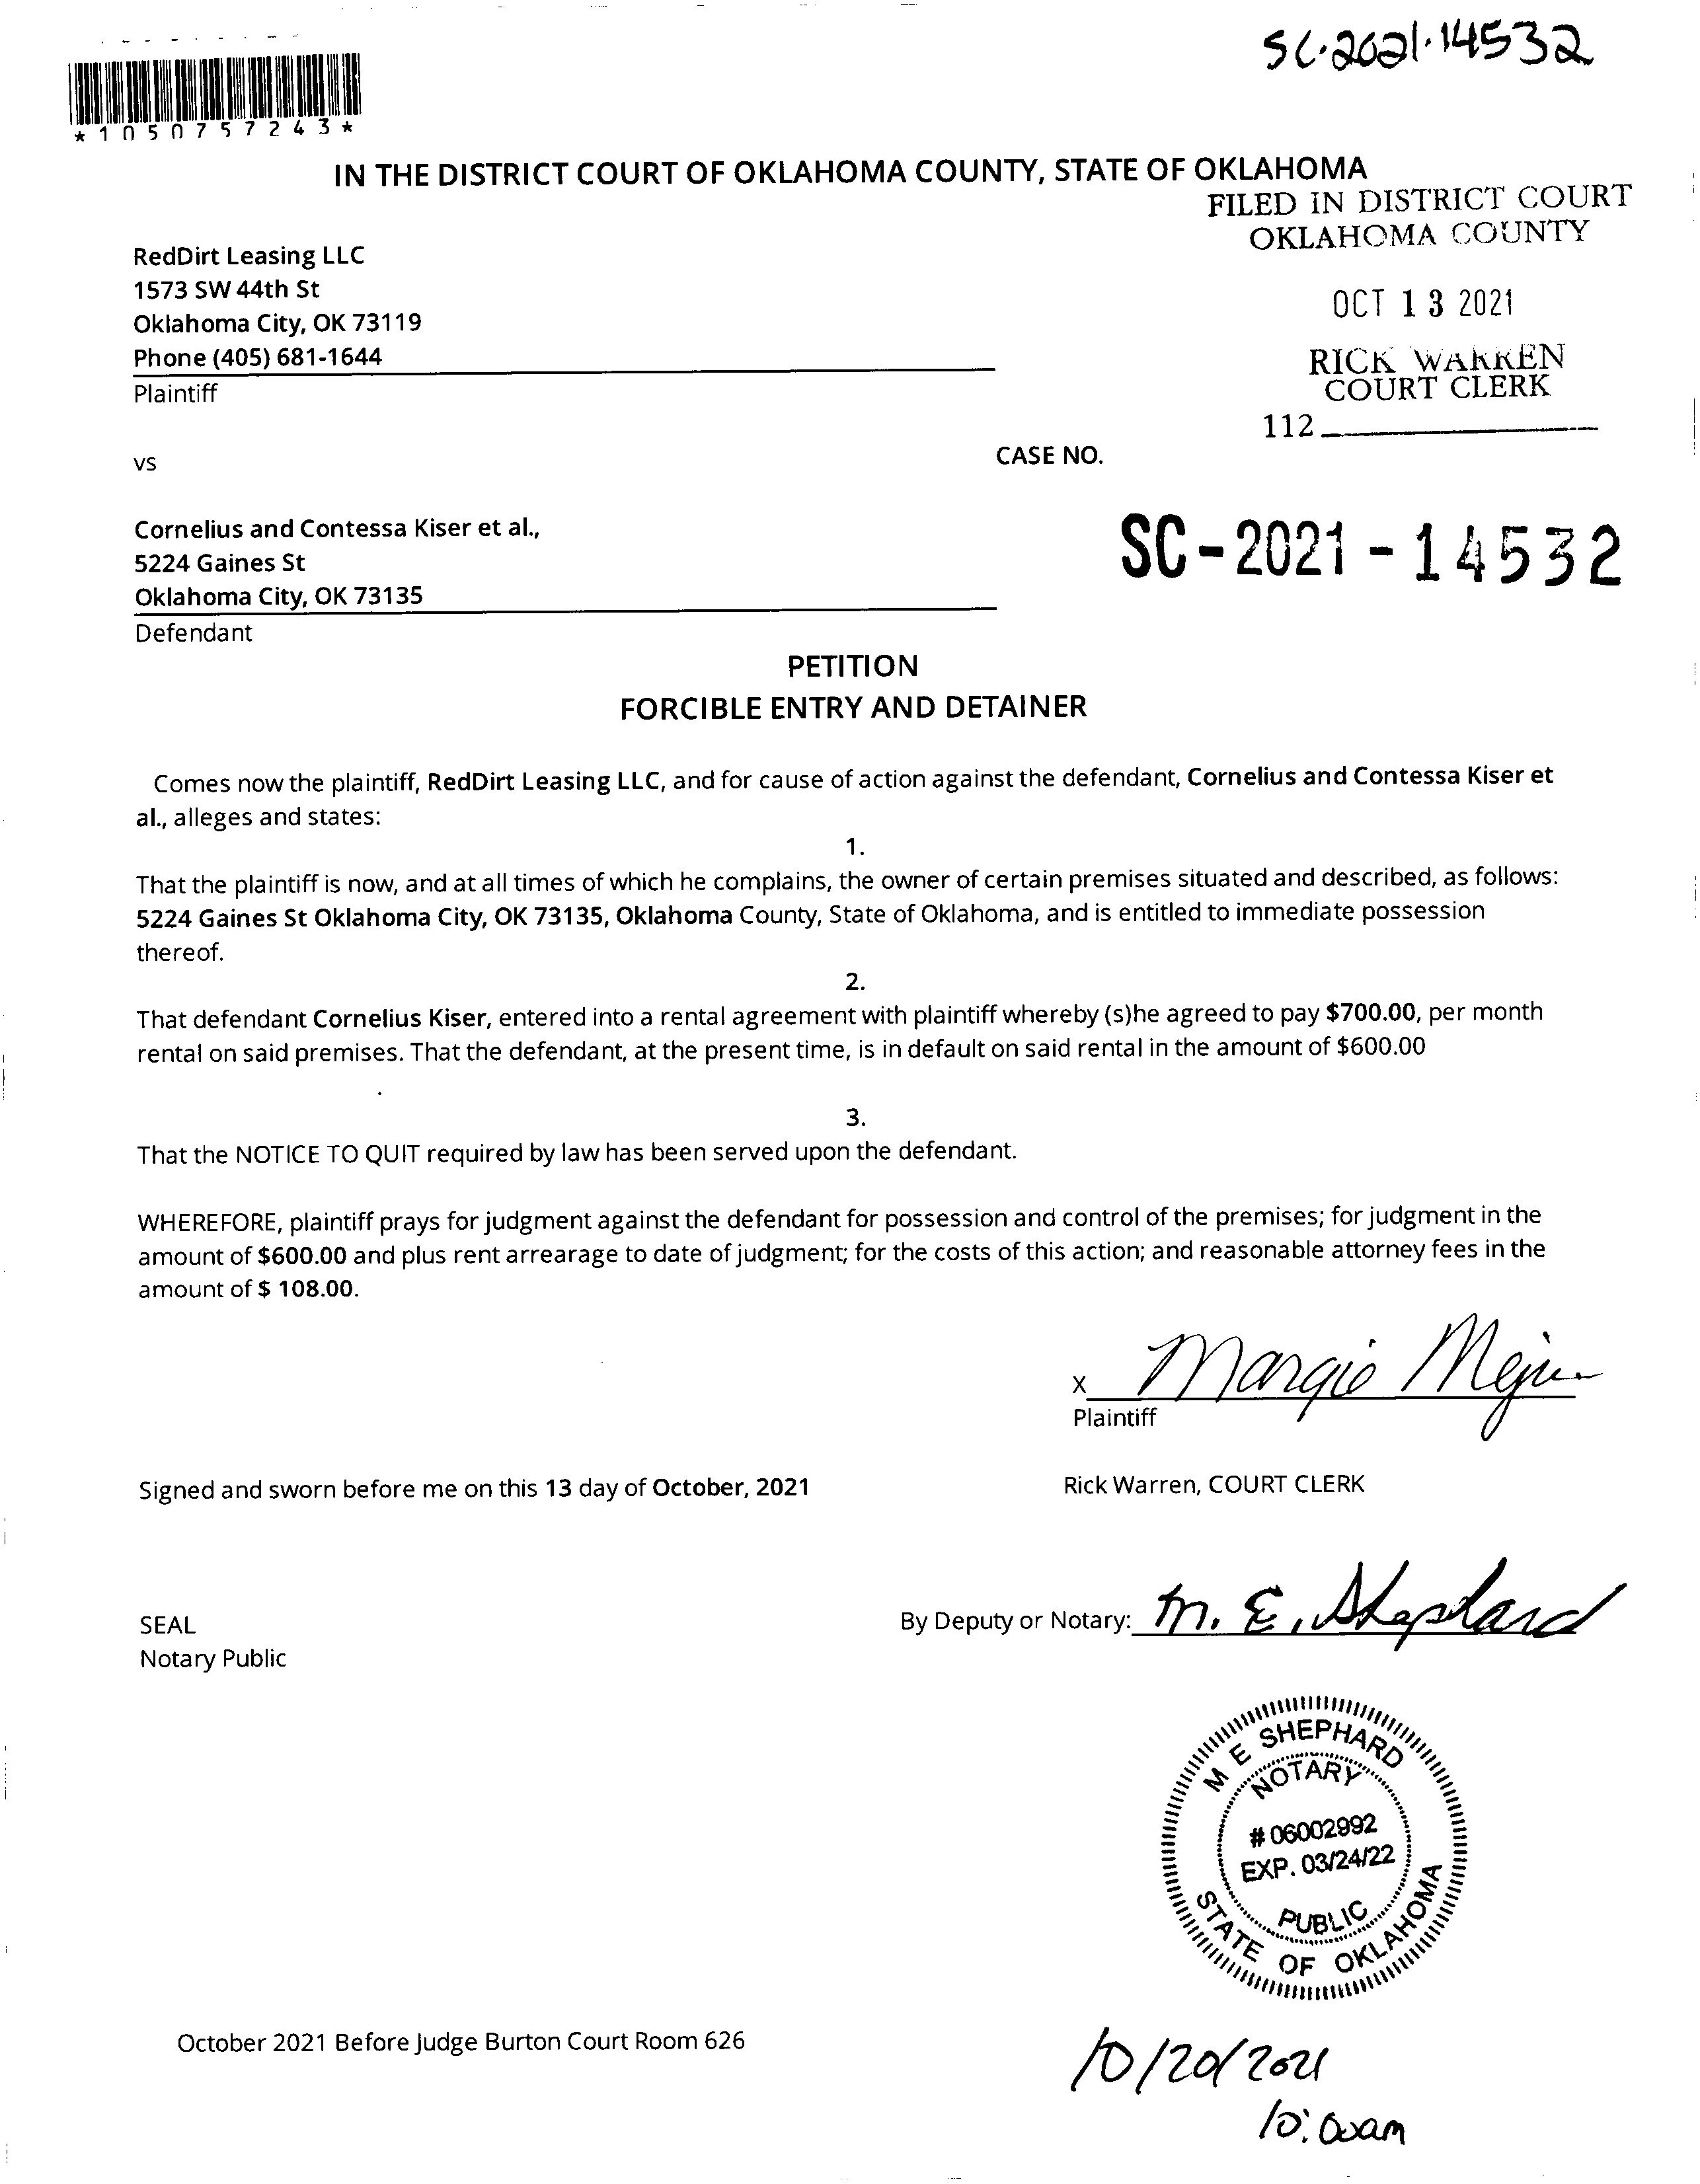 SC-2021-14532
*1050757243*
IN THE DISTRICT COURT OF OKLAHOMA COUNTY, STATE OF OKLAHOMA
FILED IN DISTRICT COURT
OKLAHOMA COUNTY
RedDirt Leasing LLC
1573 SW 44th St
OCT 13 2021
Oklahoma City, OK 73119
Phone (405) 681-1644
RICK WARREN
COURT CLERK
Plaintiff
112
vs
CASE NO.
Cornelius and Contessa Kiser et al.,
5224 Gaines St
SC-2021-14532
Oklahoma City, OK 73135
Defendant
PETITION
FORCIBLE ENTRY AND DETAINER
Comes now the plaintiff, RedDirt Leasing LLC, and for cause of action against the defendant, Cornelius and Contessa Kiser et
al., alleges and states:
1.
That the plaintiff is now, and at all times of which he complains, the owner of certain premises situated and described, as follows:
5224 Gaines St Oklahoma City, OK 73135, Oklahoma County, State of Oklahoma, and is entitled to immediate possession
thereof.
2.
That defendant Cornelius Kiser, entered into a rental agreement with plaintiff whereby (s)he agreed to pay $700.00, per month
rental on said premises. That the defendant, at the present time, is in default on said rental in the amount of $600.00
3.
That the NOTICE TO QUIT required by law has been served upon the defendant.
WHEREFORE, plaintiff prays for judgment against the defendant for possession and control of the premises; for judgment in the
amount of $600.00 and plus rent arrearage to date of judgment; for the costs of this action; and reasonable attorney fees in the
amount of $ 108.00.
X Margie
Plaintiff
Signed and sworn before me on this 13 day of October, 2021
Rick Warren, COURT CLERK
SEAL
By Deputy or Notary: M. E. Shephard
Notary Public
M E SHEPHARD
NOTARY
# 06002992
EXP. 03/24/22
PUBLIC
STATE OF OKLAHOMA
October 2021 Before Judge Burton Court Room 626
10/20/2021
10:00am